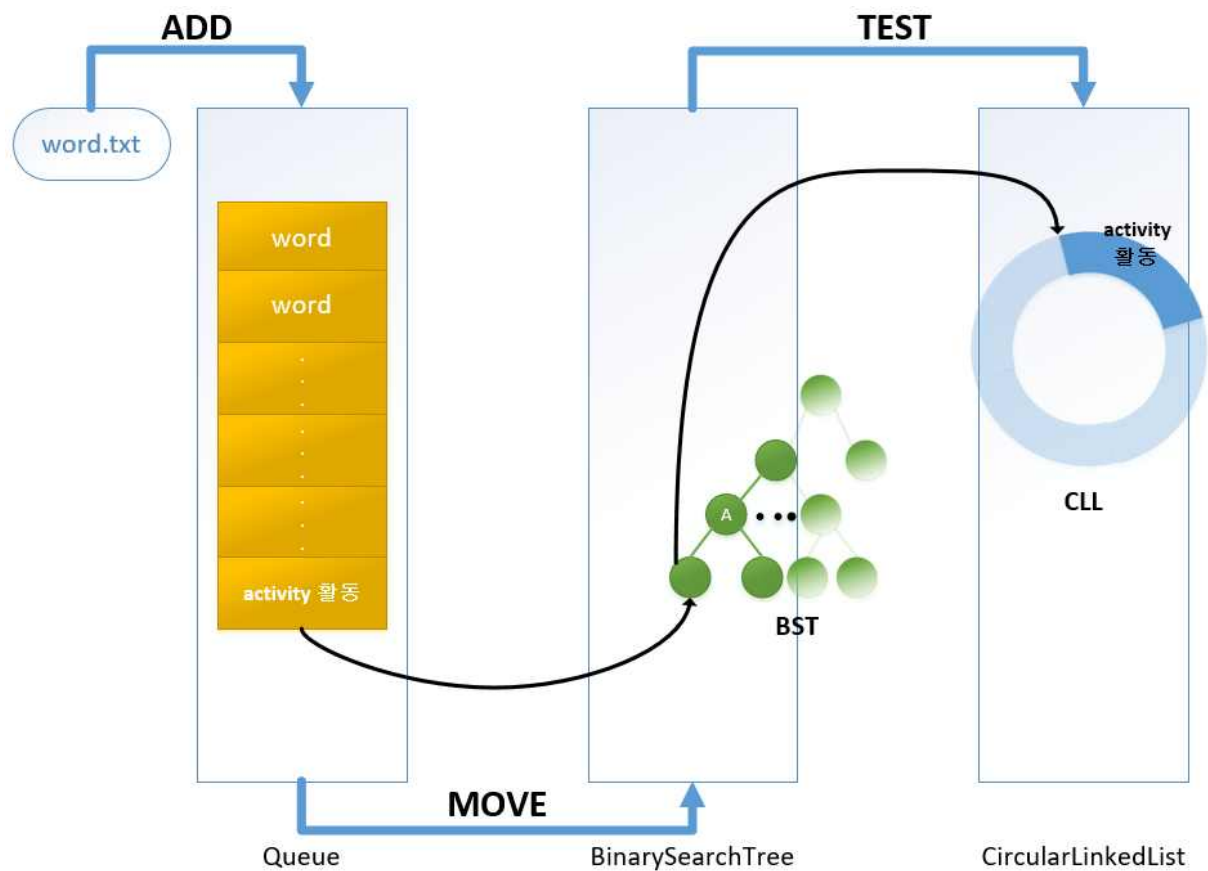 ADD
TEST
word.txt
word
word
activity
활동
A
CLL
activity 활동
BST
MOVE
Queue
BinarySearchTree
CircularLinkedList